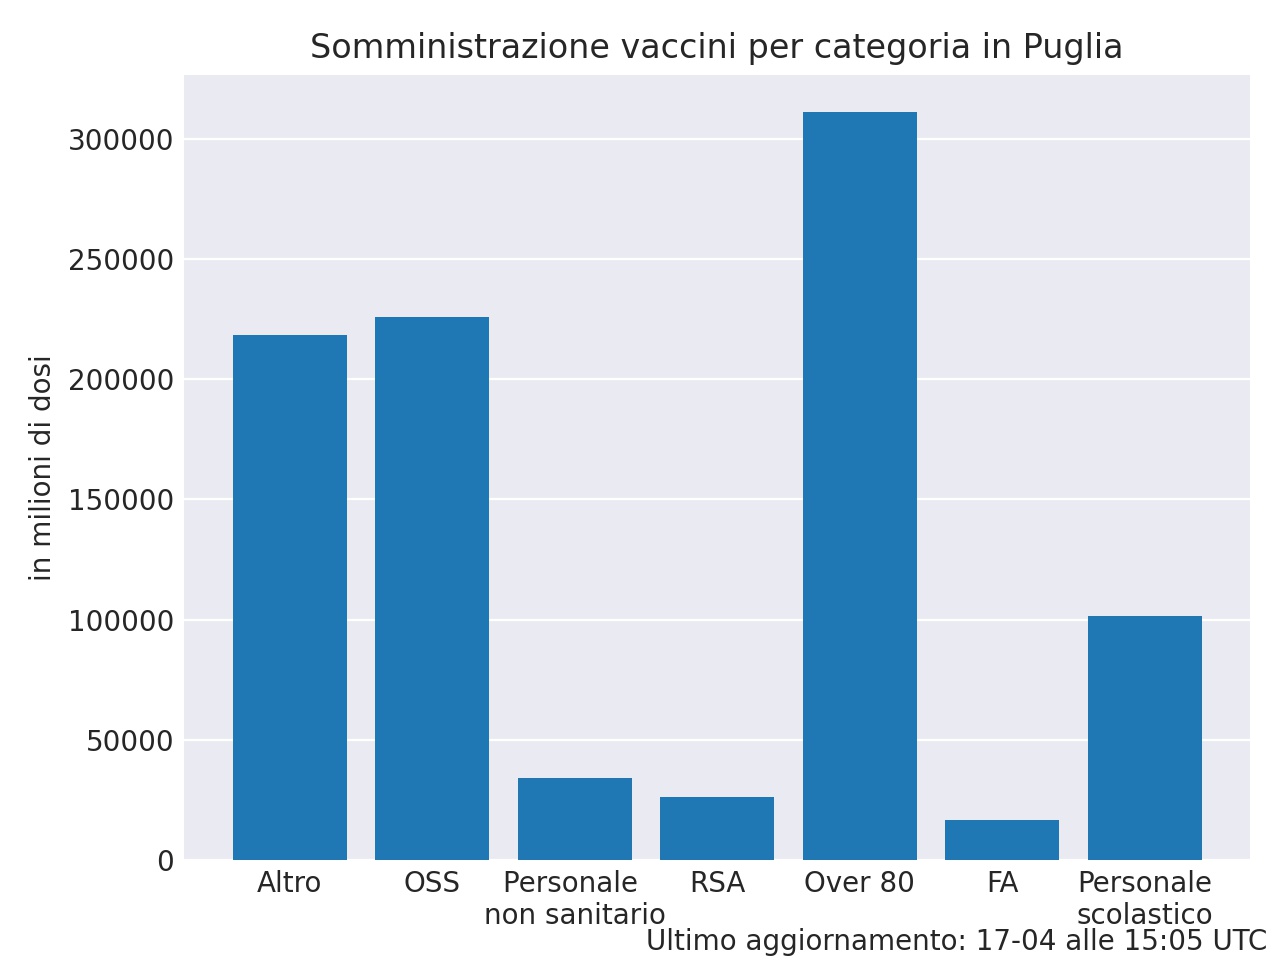 Somministrazione vaccini per categoria in Puglia
in milioni di dosi
300000
250000
200000
150000
100000
50000
0
Altro
OSS
Personale
non sanitario
RSA
Over 80
FA
Personale
scolastico
Ultimo aggiornamento: 17-04 alle 15:05 UTC